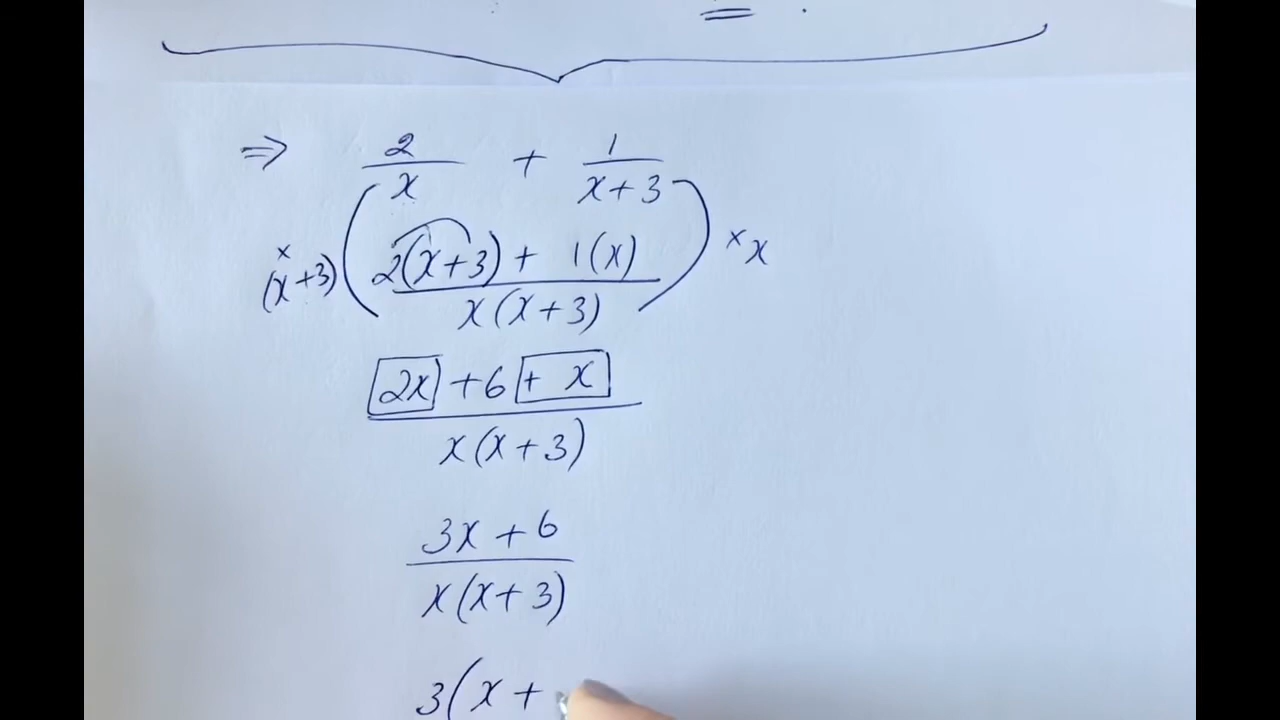 ⇒ 2/x + 1/(x+3)
×(x+3) ( (2(x+3) + 1(x)) / (x(x+3)) ) ×x
(2x + 6 + x) / (x(x+3))
(3x + 6) / (x(x+3))
3(x +